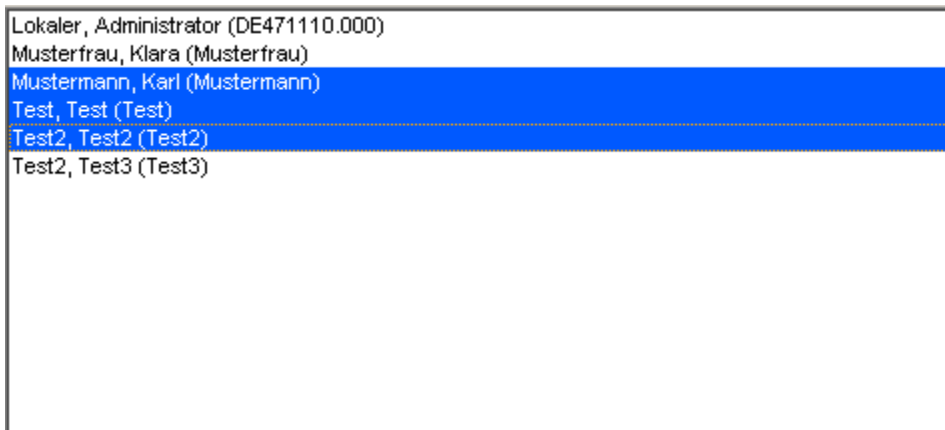 Lokaler, Administrator (DE471110.000)
Musterfrau, Klara (Musterfrau)
Mustermann, Karl (Mustermann)
Test, Test (Test)
Test2, Test2 (Test2)
Test2, Test3 (Test3)